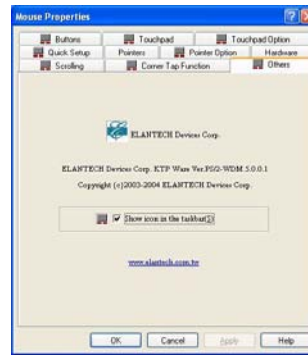 Mouse Properties
Buttons
Touchpad
Touchpad Option
Quick Setup
Pointers
Pointer Option
Hardware
Scrolling
Corner Tap Function
Others
ELANTECH Devices Corp.
ELANTECH Devices Corp. KTP Ware Ver.PS/2-WDM 5.0.0.1
Copyright (c)2003-2004 ELANTECH Devices Corp.
Show icon in the taskbar(I)
www.elantech.com.tw
OK
Cancel
Apply
Help